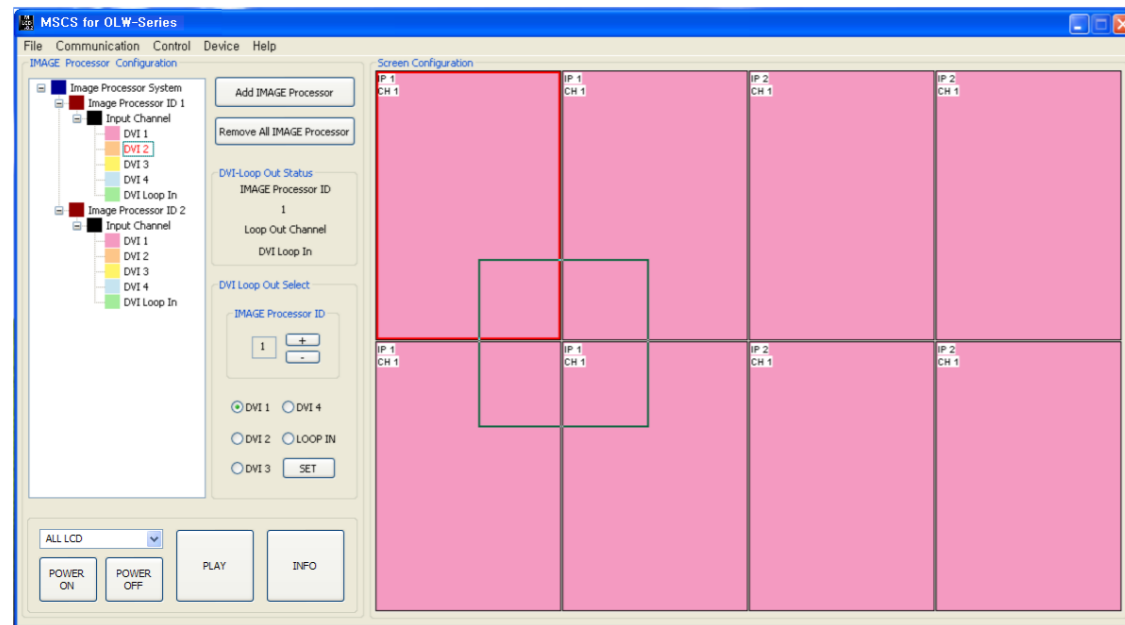 MSCS for OLW-Series
File Communication Control Device Help
IMAGE Processor Configuration
Image Processor System
Image Processor ID 1
Input Channel
DVI 1
DVI 2
DVI 3
DVI 4
DVI Loop In
Image Processor ID 2
Input Channel
DVI 1
DVI 2
DVI 3
DVI 4
DVI Loop In
Add IMAGE Processor
Remove All IMAGE Processor
DVI-Loop Out Status
IMAGE Processor ID
1
Loop Out Channel
DVI Loop In
DVI Loop Out Select
IMAGE Processor ID
1
+
-
DVI 1 DVI 4
DVI 2 LOOP IN
DVI 3 SET
ALL LCD
POWER
ON
POWER
OFF
PLAY
INFO
Screen Configuration
IP 1
CH 1
IP 1
CH 1
IP 2
CH 1
IP 2
CH 1
IP 1
CH 1
IP 1
CH 1
IP 2
CH 1
IP 2
CH 1